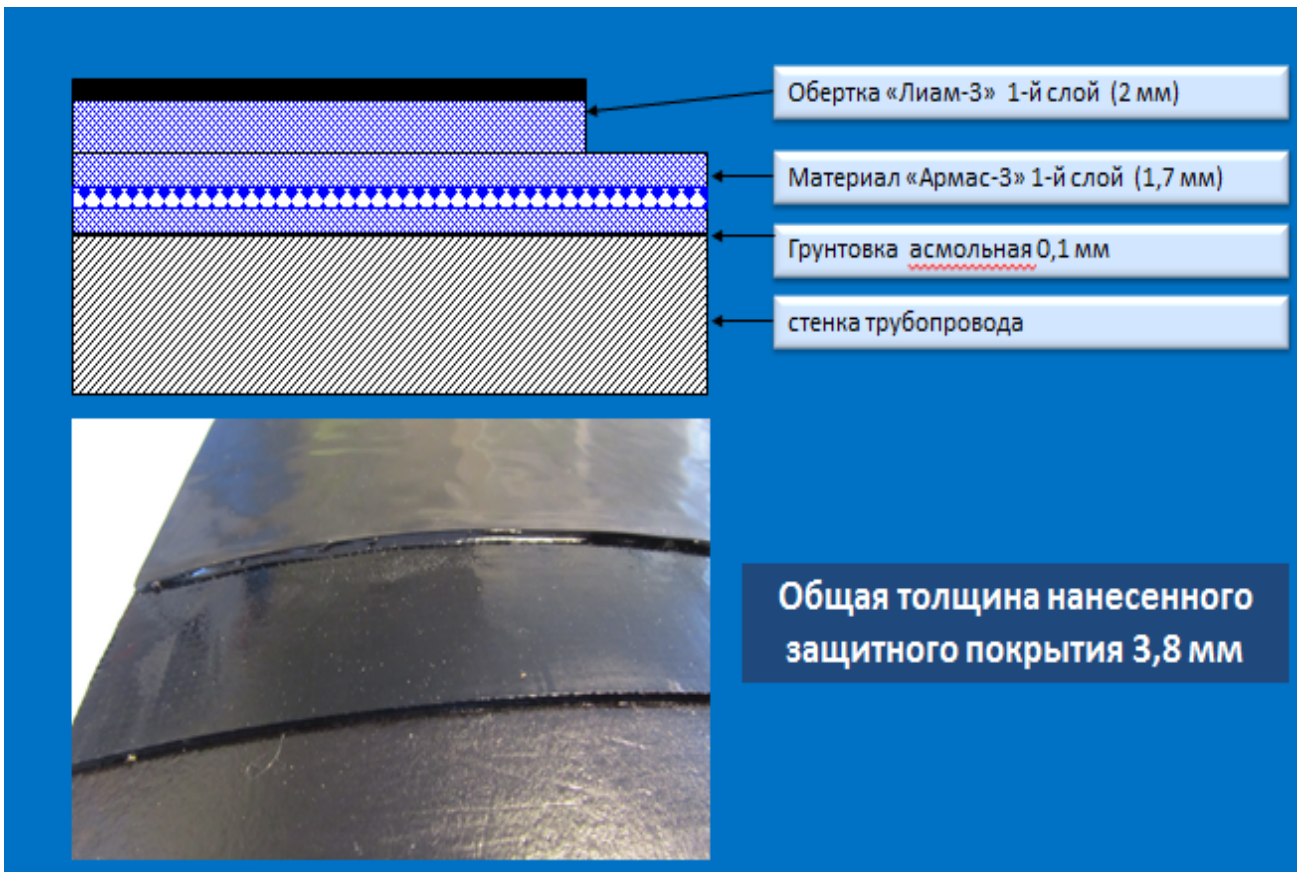 Обертка «Лиам-3» 1-й слой (2 мм)
Материал «Армас-3» 1-й слой (1,7 мм)
Грунтовка асмольная 0,1 мм
стенка трубопровода
Общая толщина нанесенного
защитного покрытия 3,8 мм